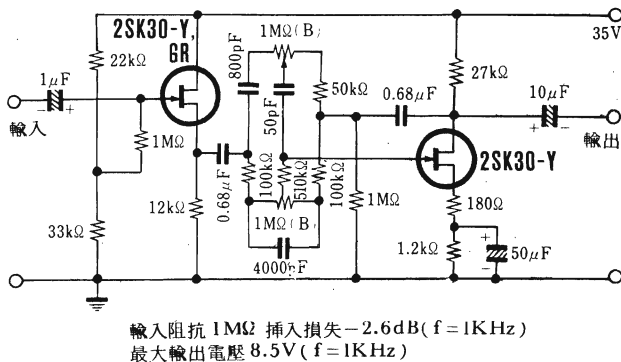 2SK30-Y,
GR
1MΩ(B)
35V
22kΩ
1μF
800pF
50pF
50kΩ
0.68μF
27kΩ
10μF
輸入
輸出
1MΩ
2SK30-Y
0.68μF
100kΩ
510kΩ
100kΩ
1MΩ
180Ω
12kΩ
1MΩ(B)
33kΩ
1.2kΩ
50μF
4000pF
輸入阻抗 1MΩ 挿入損失−2.6dB(f=1KHz)
最大輸出電壓 8.5V(f=1KHz)